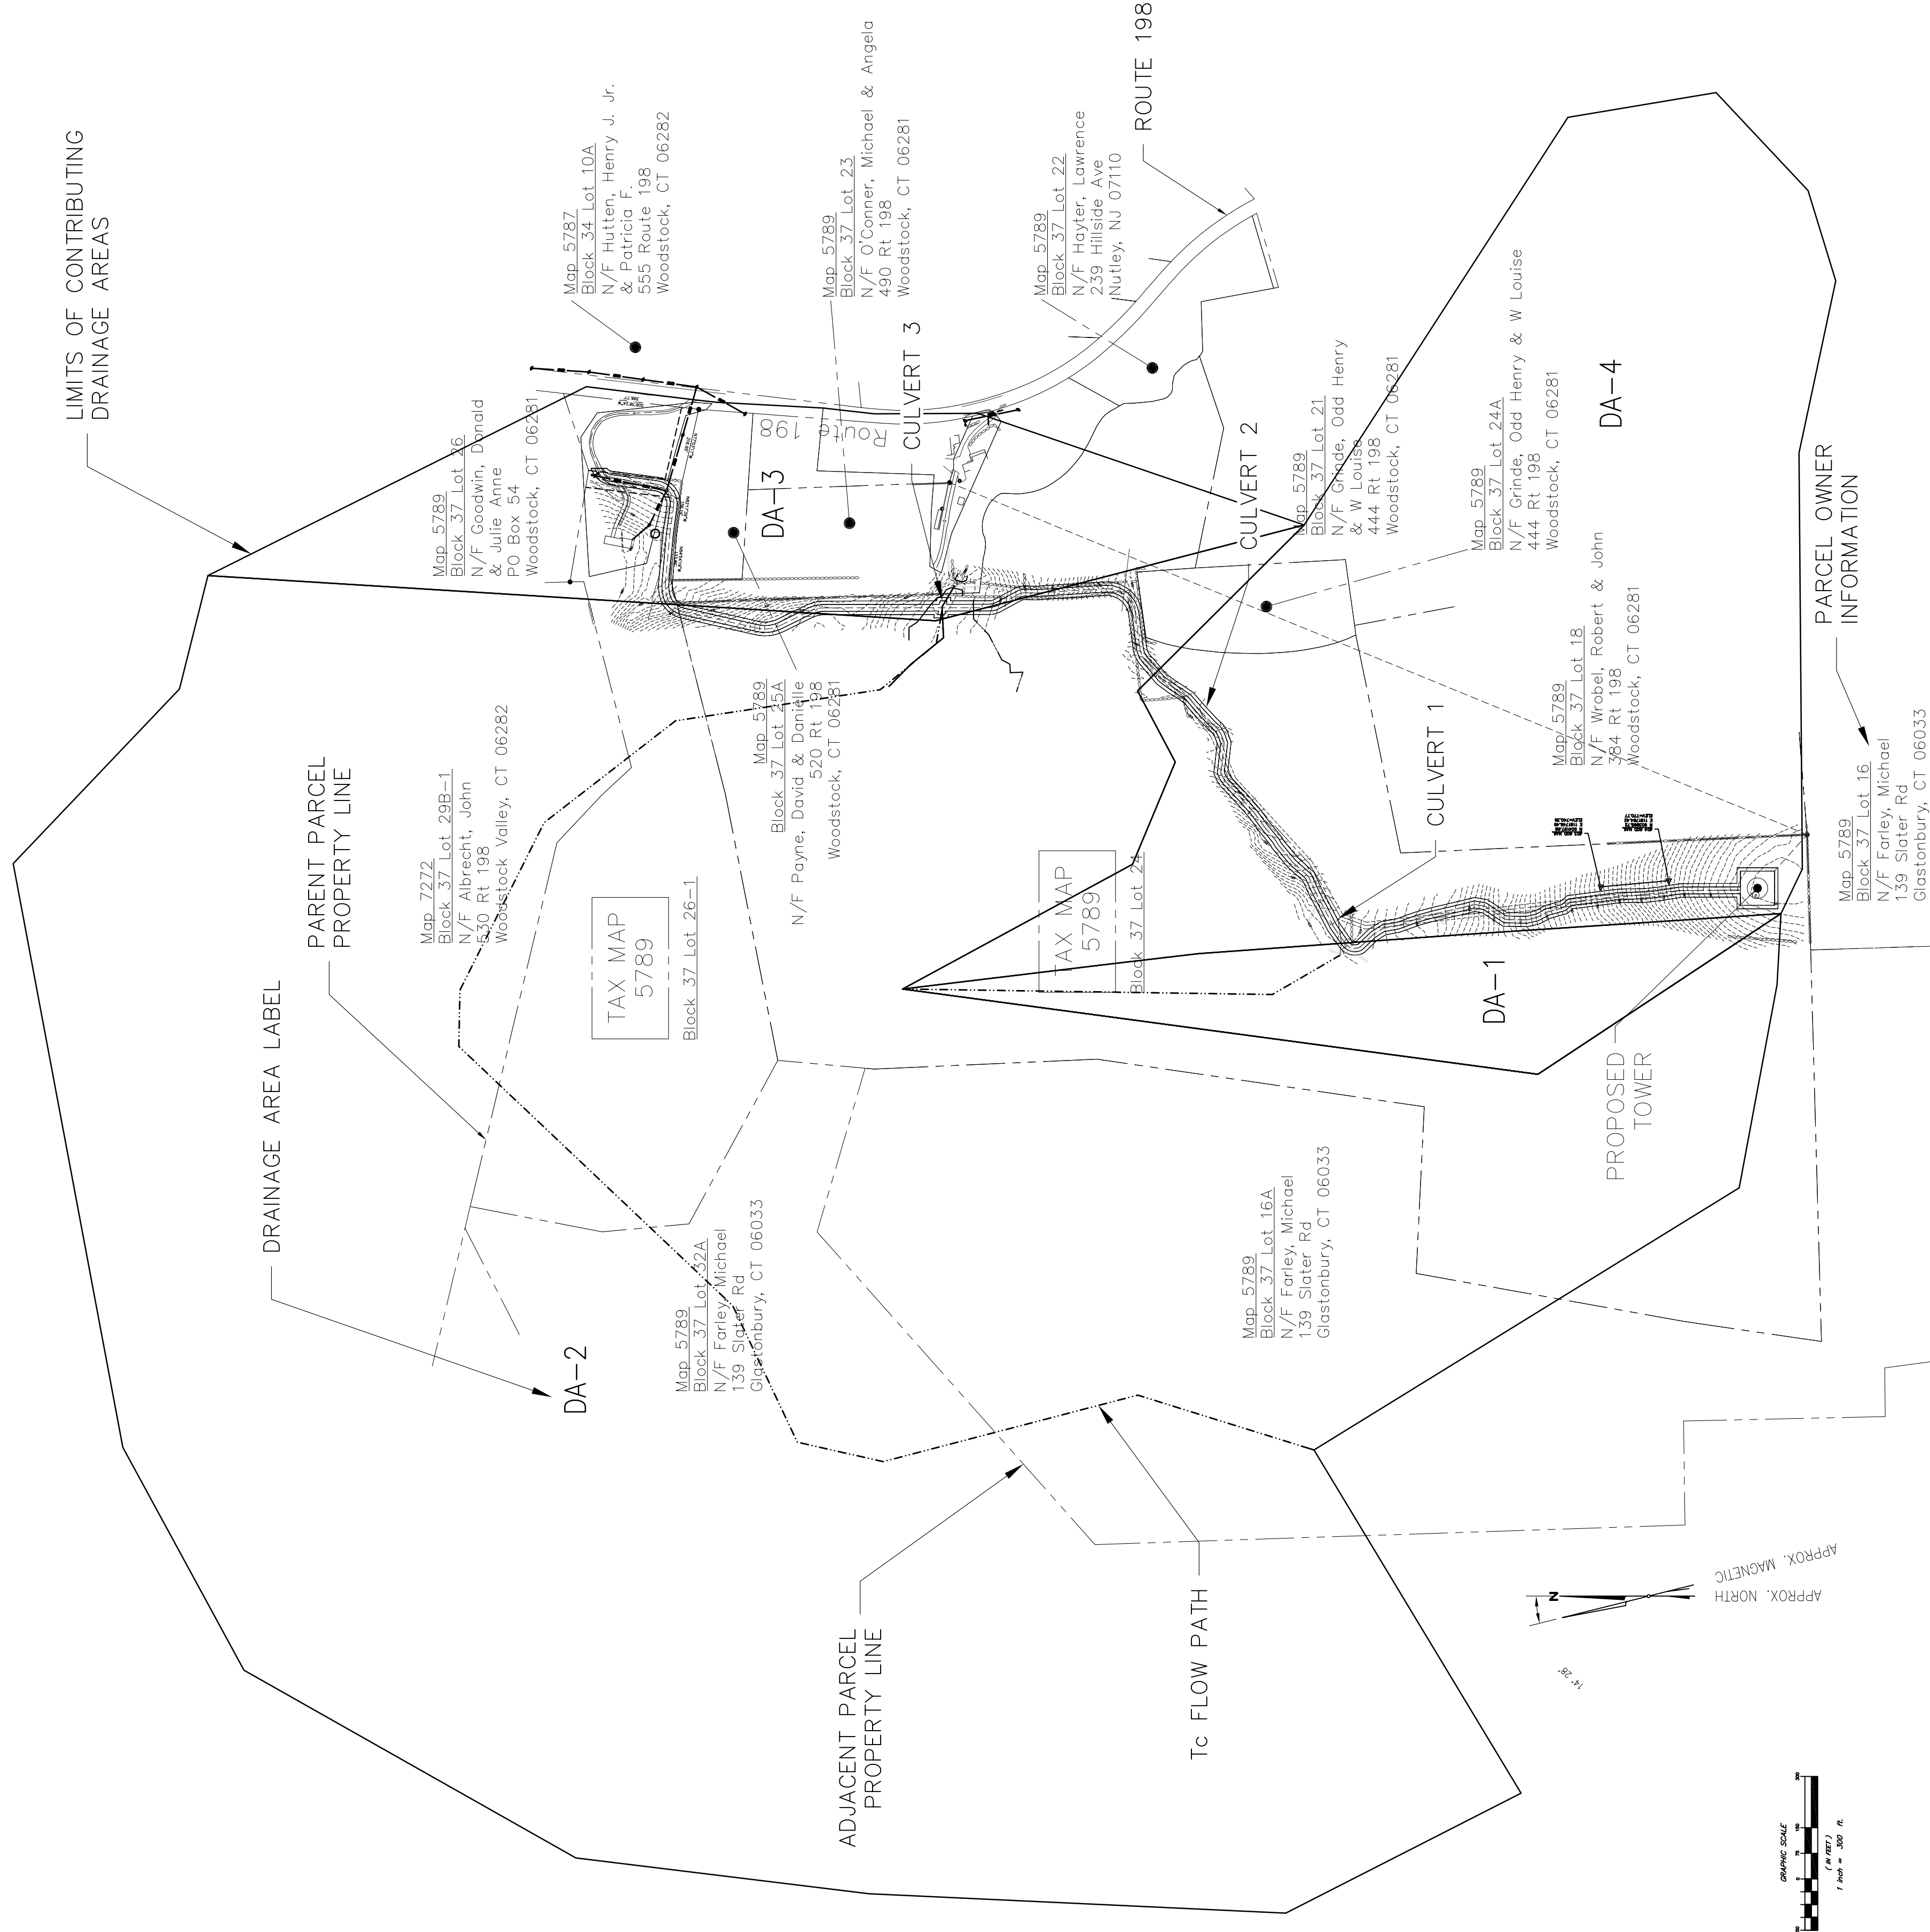 LIMITS OF CONTRIBUTING
DRAINAGE AREAS
Map 5787
Block 34 Lot 10A
N/F Hutten, Henry J. Jr.
& Patricia F.
555 Route 198
Woodstock, CT 06282
Map 5789
Block 37 Lot 23
N/F O'Conner, Michael & Angela
490 Rt 198
Woodstock, CT 06281
Map 5789
Block 37 Lot 22
N/F Hayter, Lawrence
239 Hillside Ave
Nutley, NJ 07110
ROUTE 198
Map 5789
Block 37 Lot 26
N/F Goodwin, Donald
& Julie Anne
PO Box 54
Woodstock, CT 06281
Route 198
DA-3
CULVERT 3
CULVERT 2
Map 5789
Block 37 Lot 21
N/F Grinde, Odd Henry
& W Louise
444 Rt 198
Woodstock, CT 06281
Map 5789
Block 37 Lot 24A
N/F Grinde, Odd Henry & W Louise
444 Rt 198
Woodstock, CT 06281
DA-4
PARCEL OWNER
INFORMATION
PARENT PARCEL
PROPERTY LINE
Map 7272
Block 37 Lot 29B-1
N/F Albrecht, John
530 Rt 198
Woodstock Valley, CT 06282
Map 5789
Block 37 Lot 25A
N/F Payne, David & Danielle
520 Rt 198
Woodstock, CT 06281
CULVERT 1
Map 5789
Block 37 Lot 18
N/F Wrobel, Robert & John
384 Rt 198
Woodstock, CT 06281
Map 5789
Block 37 Lot 16
N/F Farley, Michael
139 Slater Rd
Glastonbury, CT 06033
DRAINAGE AREA LABEL
TAX MAP
5789
Block 37 Lot 26-1
TAX MAP
5789
Block 37 Lot 24
DA-1
PROPOSED
TOWER
DA-2
Map 5789
Block 37 Lot 32A
N/F Farley, Michael
139 Slater Rd
Glastonbury, CT 06033
Map 5789
Block 37 Lot 16A
N/F Farley, Michael
139 Slater Rd
Glastonbury, CT 06033
ADJACENT PARCEL
PROPERTY LINE
Tc FLOW PATH
N
APPROX. MAGNETIC
APPROX. NORTH
14° 28'
GRAPHIC SCALE
0 75 150 300
( IN FEET )
1 inch = 300 ft.